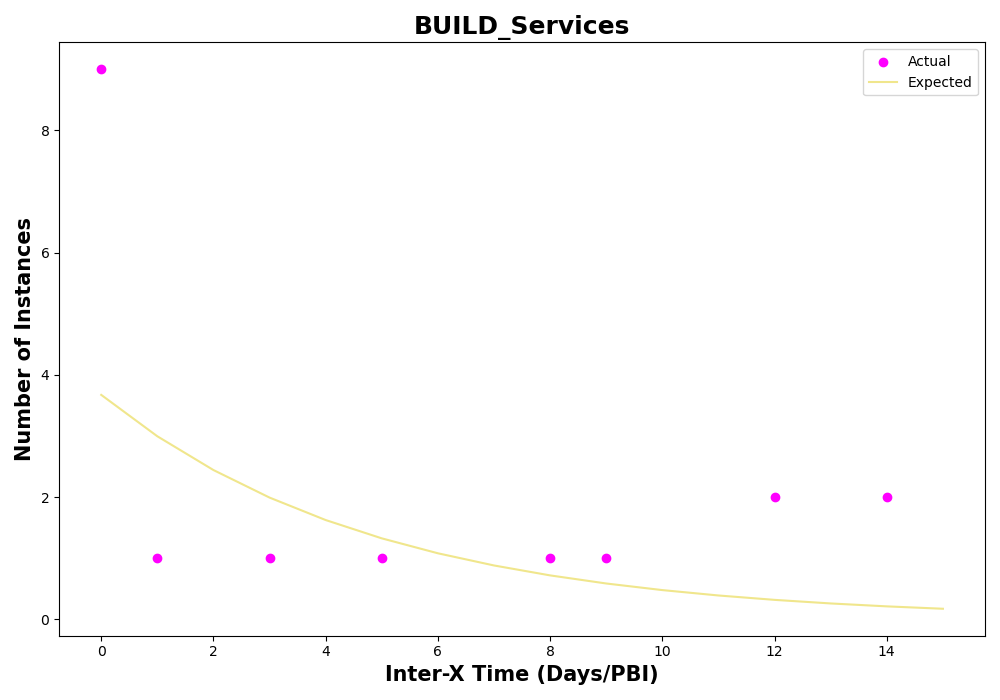 BUILD_Services
Actual
Expected
8
6
4
2
0
Number of Instances
0 2 4 6 8 10 12 14
Inter-X Time (Days/PBI)